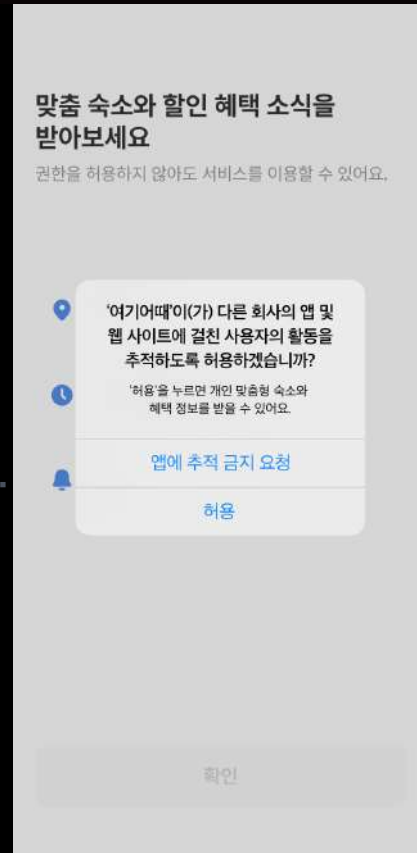 맞춤 숙소와 할인 혜택 소식을
받아보세요
권한을 허용하지 않아도 서비스를 이용할 수 있어요.
'여기어때'이(가) 다른 회사의 앱 및
웹 사이트에 걸친 사용자의 활동을
추적하도록 허용하겠습니까?
'허용'을 누르면 개인 맞춤형 숙소와
혜택 정보를 받을 수 있어요.
앱에 추적 금지 요청
허용
확인